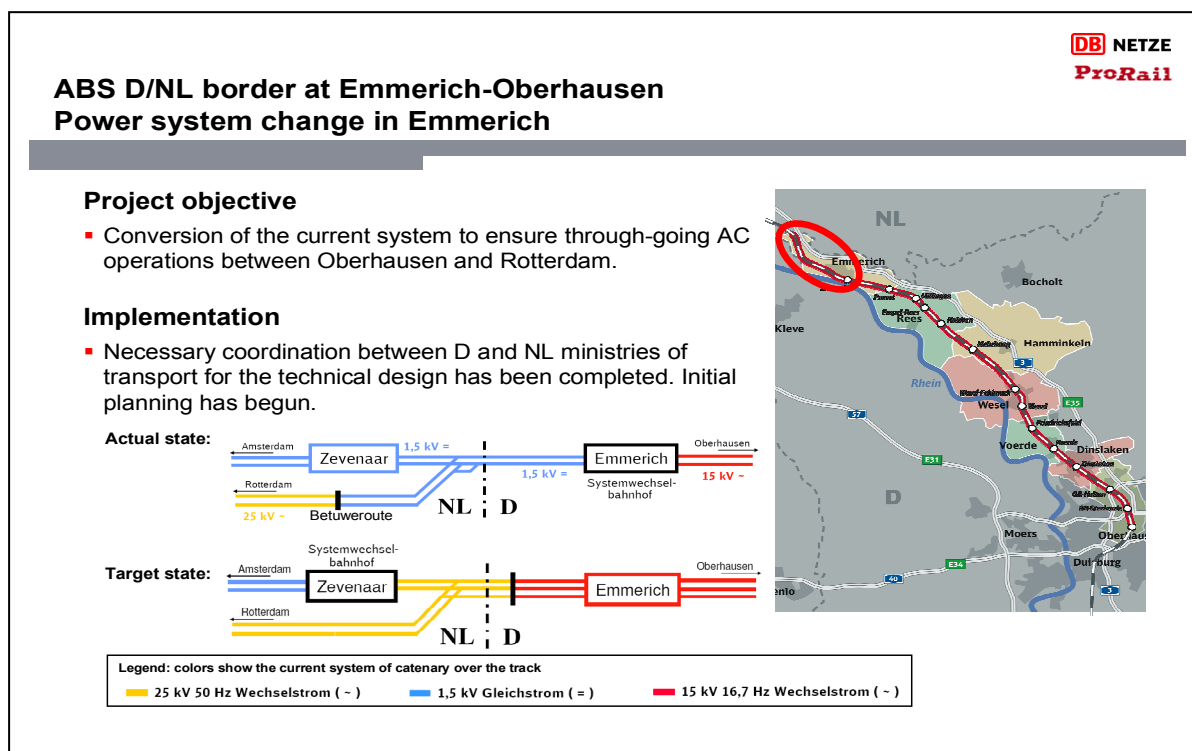 DB NETZE
ProRail
ABS D/NL border at Emmerich-Oberhausen
Power system change in Emmerich
Project objective
▪ Conversion of the current system to ensure through-going AC
operations between Oberhausen and Rotterdam.
Implementation
▪ Necessary coordination between D and NL ministries of
transport for the technical design has been completed. Initial
planning has begun.
Actual state:
Amsterdam
Zevenaar
1,5 kV =
Rotterdam
25 kV ~
Betuweroute
NL
D
1,5 kV =
Emmerich
Systemwechsel-
bahnhof
Oberhausen
15 kV ~
Target state:
Systemwechsel-
bahnhof
Amsterdam
Zevenaar
Rotterdam
NL
D
Emmerich
Oberhausen
Legend: colors show the current system of catenary over the track
25 kV 50 Hz Wechselstrom ( ~ )
1,5 kV Gleichstrom ( = )
15 kV 16,7 Hz Wechselstrom ( ~ )
NL
Emmerich
Bocholt
Kleve
Rees
Hamminkeln
3
Rhein
Wesel
E35
57
Voerde
Dinslaken
E31
D
Moers
Oberhaus
E34
Duisburg
40
enlo
3